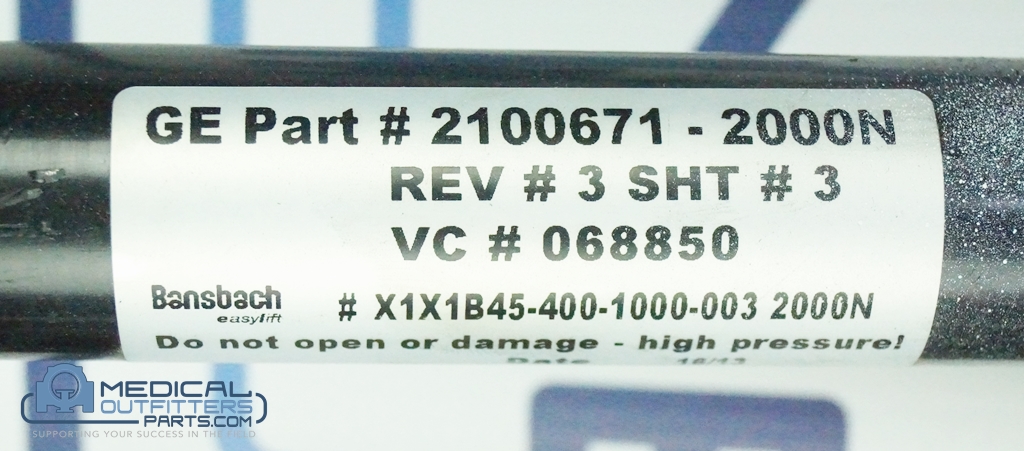 GE Part # 2100671 - 2000N
REV # 3 SHT # 3
VC # 068850
Bansbach
easylift
# X1X1B45-400-1000-003 2000N
Do not open or damage - high pressure!
Date
MEDICAL
OUTFITTERS
PARTS.COM
SUPPORTING YOUR SUCCESS IN THE FIELD